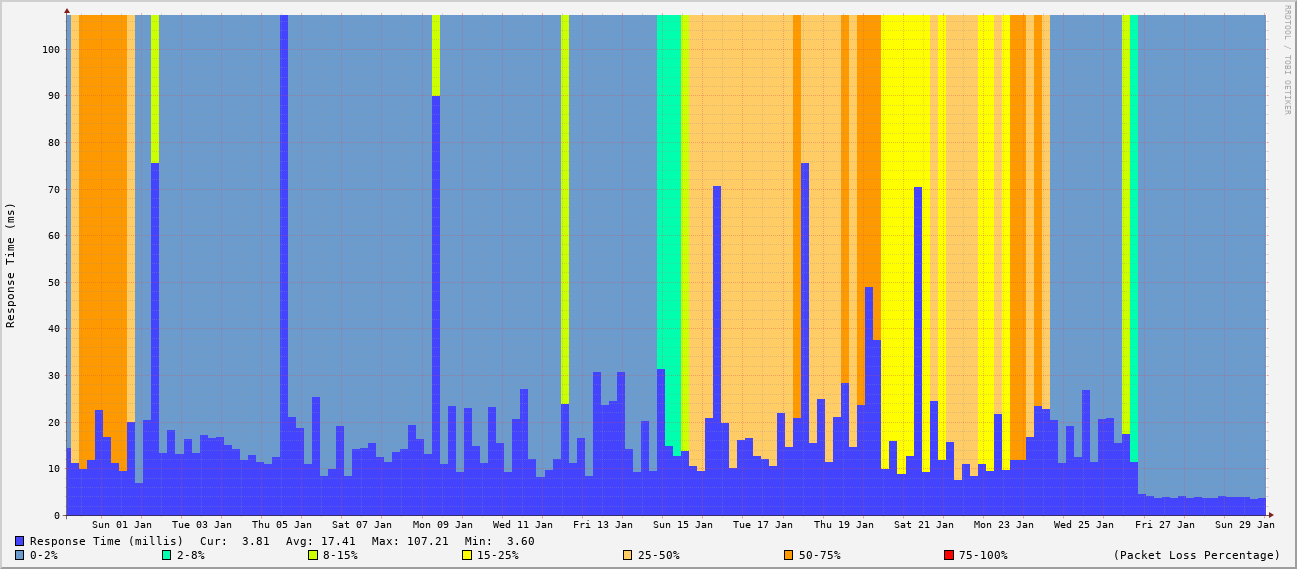 RRDTOOL / TOBI OETIKER
Response Time (ms)
100
90
80
70
60
50
40
30
20
10
0
Sun 01 Jan Tue 03 Jan Thu 05 Jan Sat 07 Jan Mon 09 Jan Wed 11 Jan Fri 13 Jan Sun 15 Jan Tue 17 Jan Thu 19 Jan Sat 21 Jan Mon 23 Jan Wed 25 Jan Fri 27 Jan Sun 29 Jan
Response Time (millis) Cur: 3.81 Avg: 17.41 Max: 107.21 Min: 3.60
0-2% 2-8% 8-15% 15-25% 25-50% 50-75% 75-100% (Packet Loss Percentage)